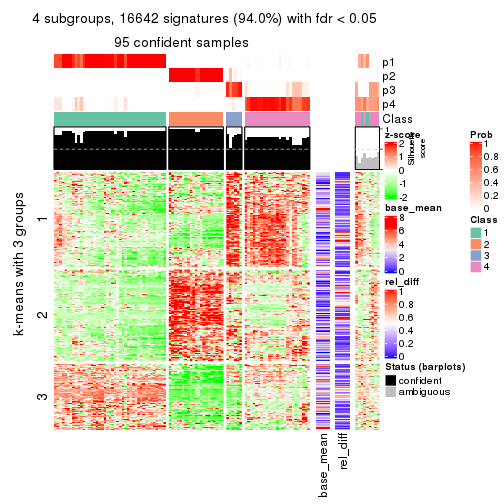 4 subgroups, 16642 signatures (94.0%) with fdr < 0.05
95 confident samples
p1
p2
p3
p4
Class
1
Silhouette
score
k-means with 3 groups
1
2
3
base_mean
rel_diff
z-score
2
1
0
-1
-2
base_mean
8
6
4
2
0
rel_diff
1
0.8
0.6
0.4
0.2
0
Status (barplots)
confident
ambiguous
Prob
1
0.8
0.6
0.4
0.2
0
Class
1
2
3
4